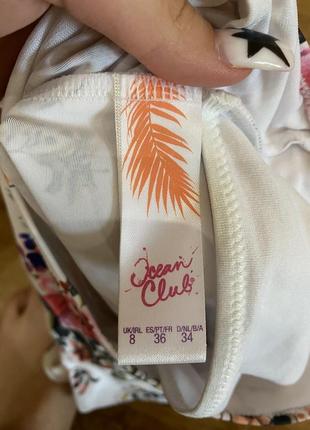 Ocean
Club
UK/IRL ES/PT/FR D/NL/B/A
8 36 34